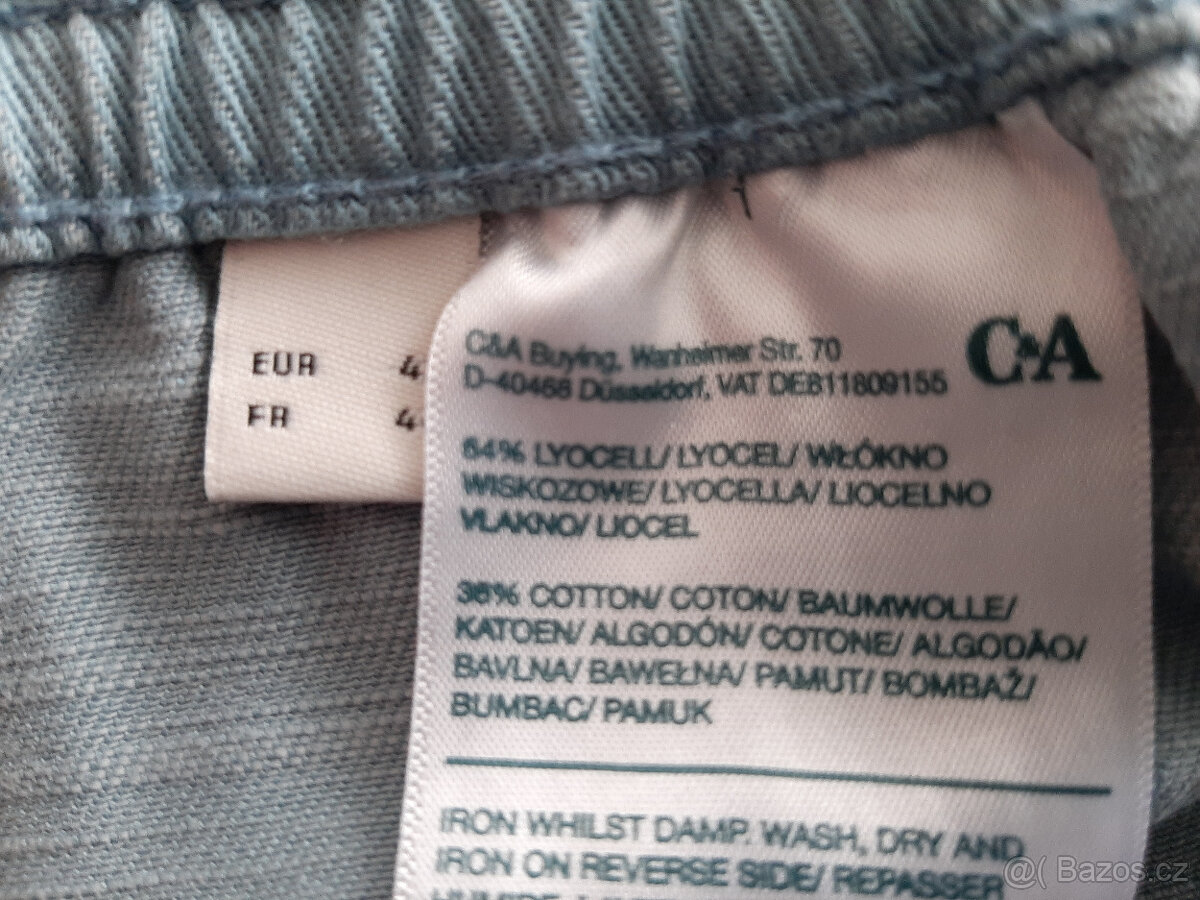 EUR 4
FR 4
C&A Buying, Wanheimer Str. 70
D-40468 Düsseldorf, VAT DE811809155
C&A
64% LYOCELL/ LYOCEL/ WŁÓKNO
WISKOZOWE/ LYOCELLA/ LIOCELNO
VLAKNO/ LIOCEL
36% COTTON/ COTON/ BAUMWOLLE/
KATOEN/ ALGODÓN/ COTONE/ ALGODÃO/
BAVLNA/ BAWEŁNA/ PAMUT/ BOMBAŽ/
BUMBAC/ PAMUK
IRON WHILST DAMP. WASH, DRY AND
IRON ON REVERSE SIDE/ REPASSER
@( Bazos.cz